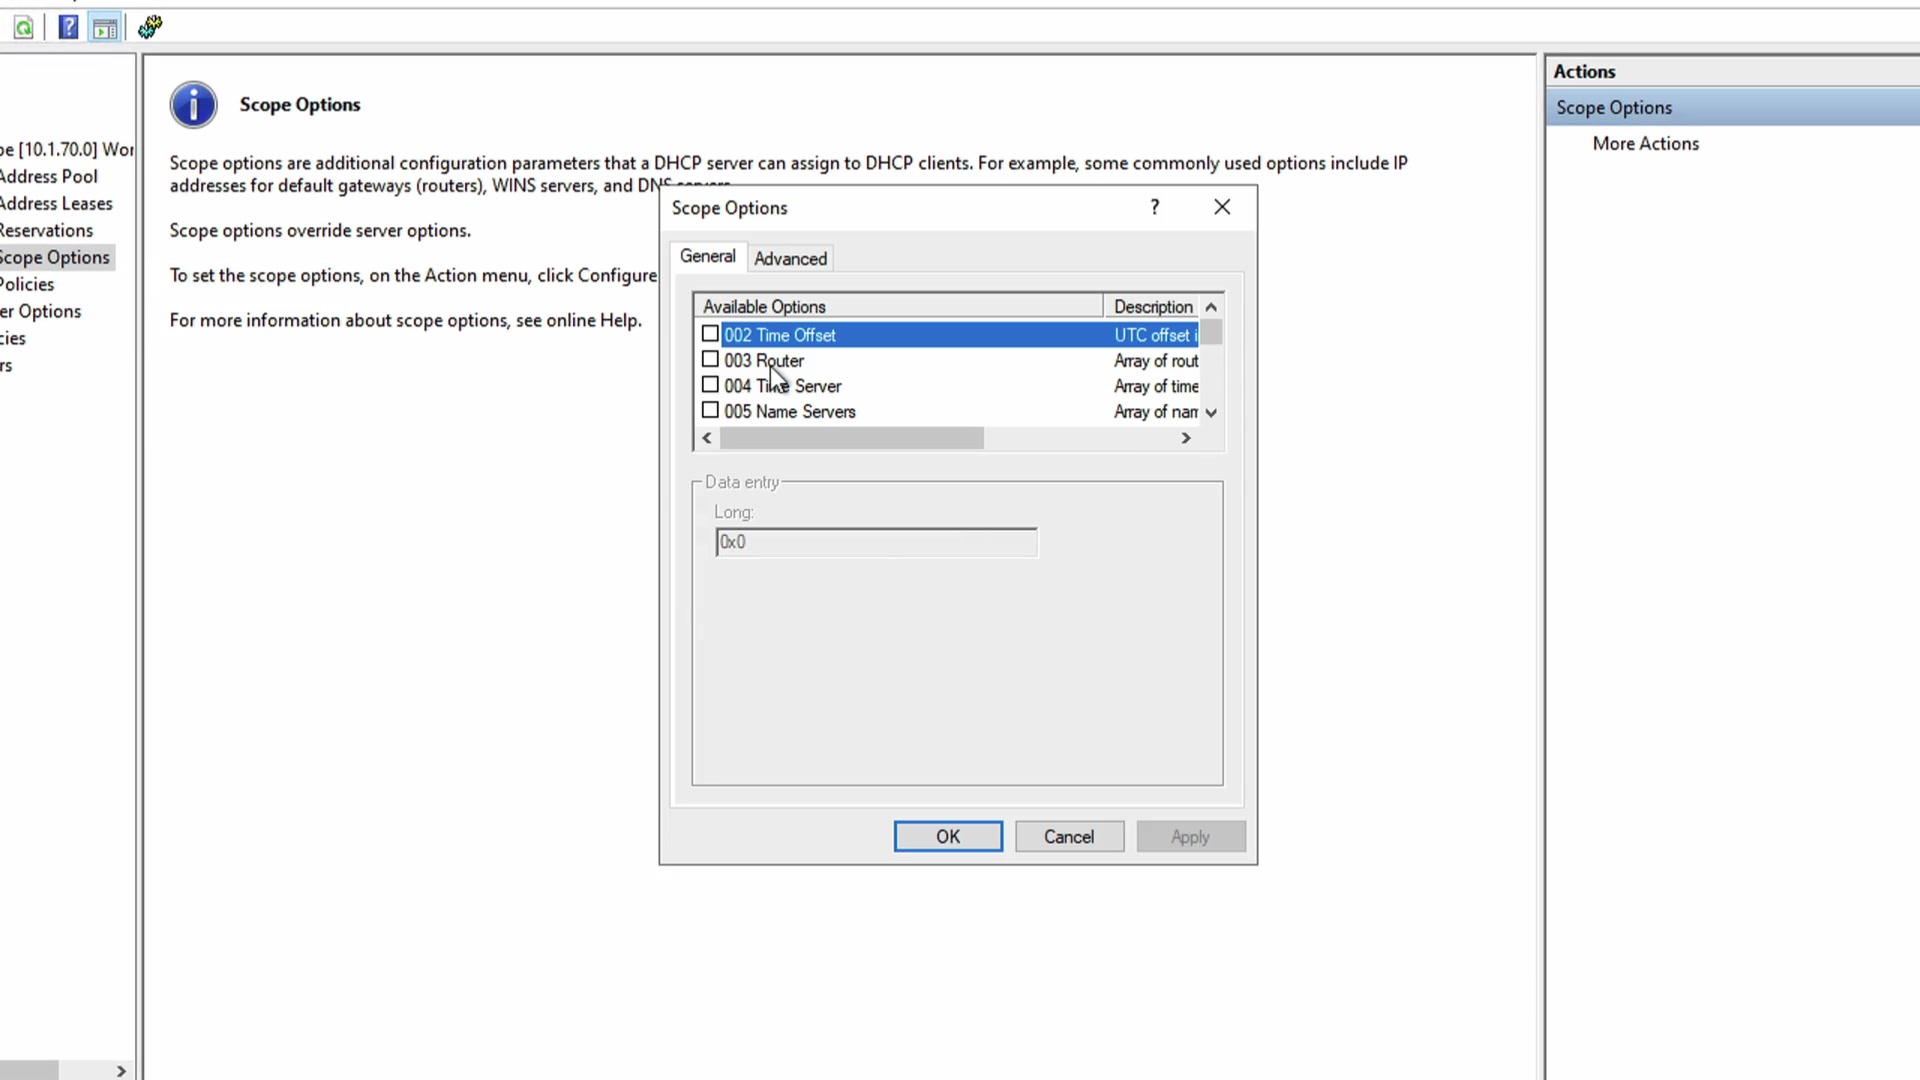 Scope Options
Scope options are additional configuration parameters that a DHCP server can assign to DHCP clients. For example, some commonly used options include IP
addresses for default gateways (routers), WINS servers, and DNS servers.
Scope options override server options.
To set the scope options, on the Action menu, click Configure
For more information about scope options, see online Help.
pe [10.1.70.0] Wor
Address Pool
Address Leases
Reservations
Scope Options
Policies
er Options
cies
rs
Scope Options
?
General
Advanced
Available Options
Description
002 Time Offset
UTC offset i
003 Router
Array of rout
004 Time Server
Array of time
005 Name Servers
Array of nam
Data entry
Long:
0x0
OK
Cancel
Apply
Actions
Scope Options
More Actions